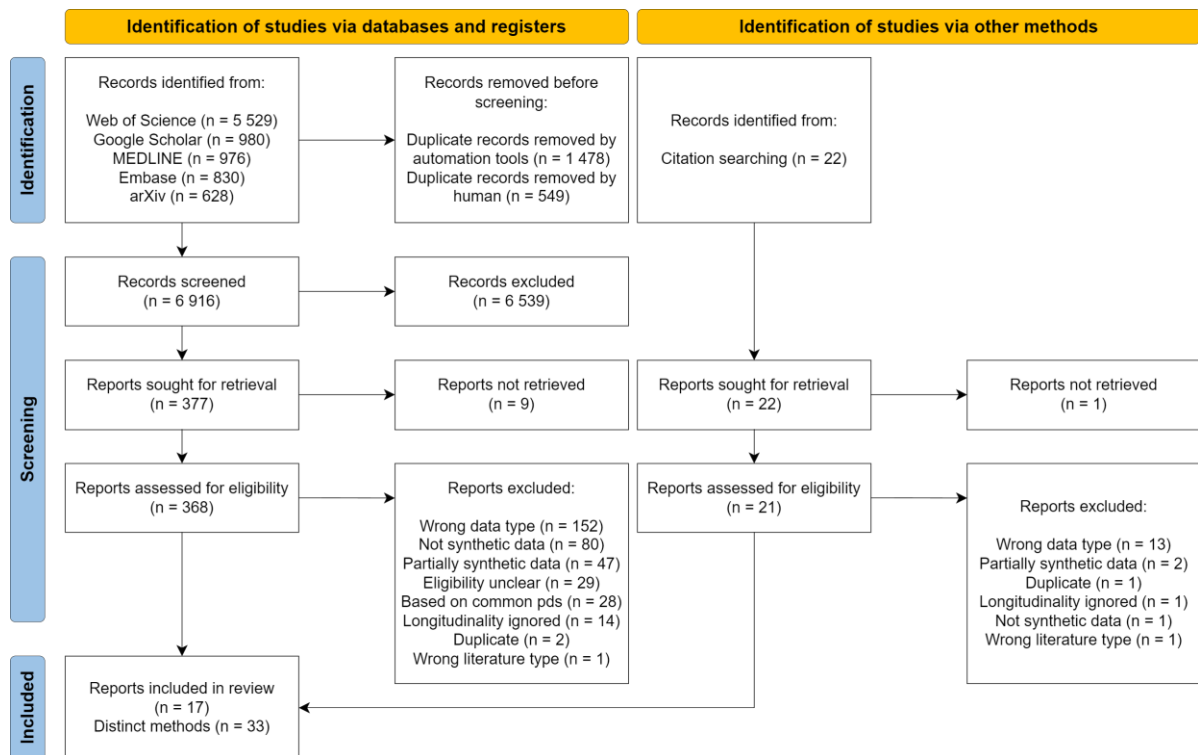 Identification of studies via databases and registers
Identification of studies via other methods
Identification
Records identified from:
Web of Science (n = 5 529)
Google Scholar (n = 980)
MEDLINE (n = 976)
Embase (n = 830)
arXiv (n = 628)
Records removed before
screening:
Duplicate records removed by
automation tools (n = 1 478)
Duplicate records removed by
human (n = 549)
Records identified from:
Citation searching (n = 22)
Screening
Records screened
(n = 6 916)
Records excluded
(n = 6 539)
Reports sought for retrieval
(n = 377)
Reports not retrieved
(n = 9)
Reports sought for retrieval
(n = 22)
Reports not retrieved
(n = 1)
Reports assessed for eligibility
(n = 368)
Reports excluded:
Wrong data type (n = 152)
Not synthetic data (n = 80)
Partially synthetic data (n = 47)
Eligibility unclear (n = 29)
Based on common pds (n = 28)
Longitudinality ignored (n = 14)
Duplicate (n = 2)
Wrong literature type (n = 1)
Reports assessed for eligibility
(n = 21)
Reports excluded:
Wrong data type (n = 13)
Partially synthetic data (n = 2)
Duplicate (n = 1)
Longitudinality ignored (n = 1)
Not synthetic data (n = 1)
Wrong literature type (n = 1)
Included
Reports included in review
(n = 17)
Distinct methods (n = 33)